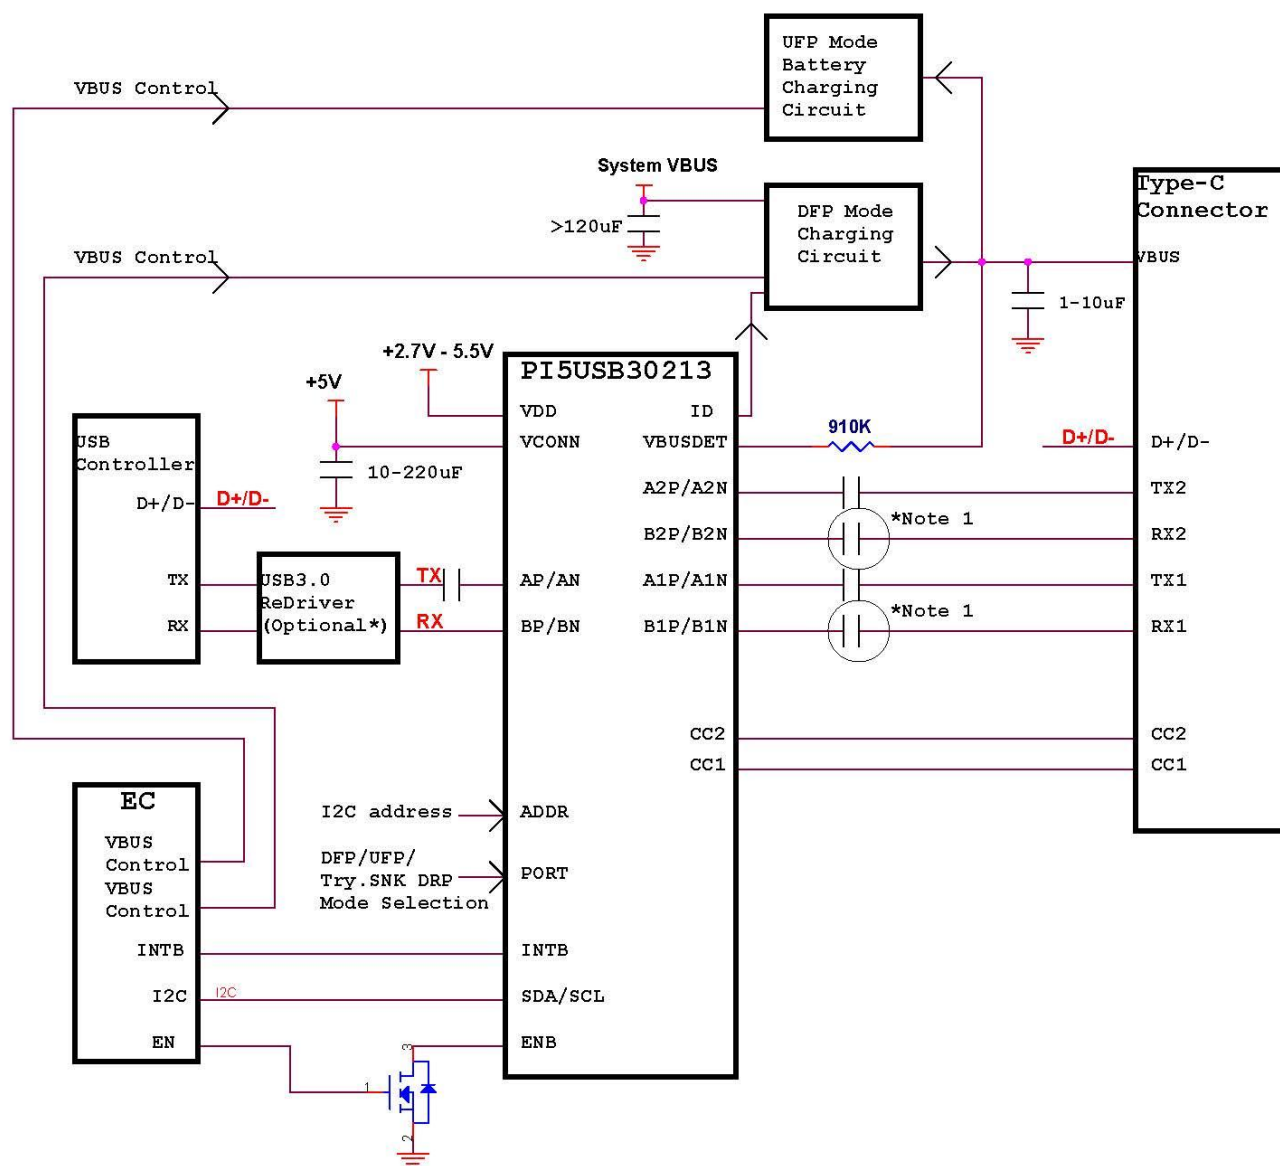 UFP Mode
Battery
Charging
Circuit
VBUS Control
System VBUS
>120uF
DFP Mode
Charging
Circuit
VBUS Control
Type-C
Connector
VBUS
1-10uF
+2.7V - 5.5V
+5V
10-220uF
PI5USB30213
VDD
VCONN
ID
VBUSDET
910K
D+/D-
D+/D-
USB
Controller
D+/D-
D+/D-
A2P/A2N
TX2
*Note 1
B2P/B2N
RX2
TX
USB3.0
ReDriver
(Optional*)
TX
AP/AN
A1P/A1N
TX1
*Note 1
RX
RX
BP/BN
B1P/B1N
RX1
CC2
CC2
CC1
CC1
EC
VBUS
Control
VBUS
Control
I2C address
ADDR
DFP/UFP/
Try.SNK DRP
Mode Selection
PORT
INTB
INTB
I2C
I2C
SDA/SCL
EN
ENB
3
1
2